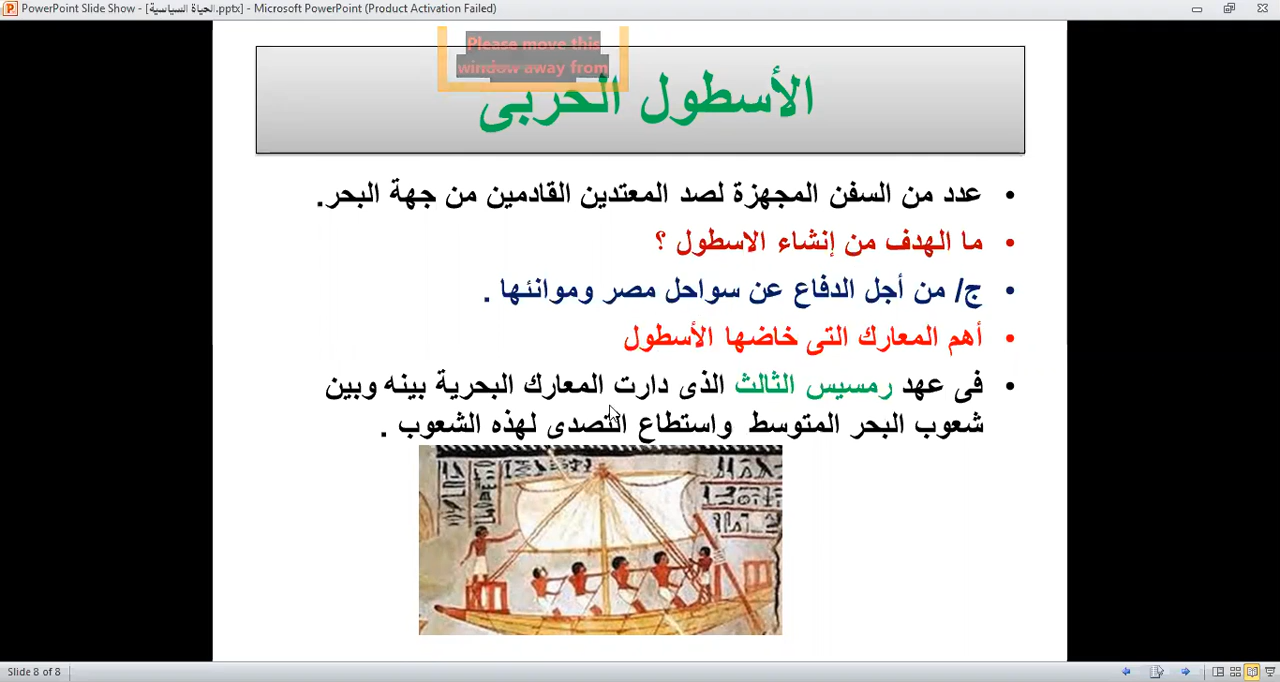 PowerPoint Slide Show - [الحياة السياسية.pptx] - Microsoft PowerPoint (Product Activation Failed)
Please move this
window away from
الأسطول الحربى
• عدد من السفن المجهزة لصد المعتدين القادمين من جهة البحر.
• ما الهدف من إنشاء الاسطول ؟
• ج/ من أجل الدفاع عن سواحل مصر وموانئها .
• أهم المعارك التى خاضها الأسطول
• فى عهد رمسيس الثالث الذى دارت المعارك البحرية بينه وبين
شعوب البحر المتوسط واستطاع التصدى لهذه الشعوب .
Slide 8 of 8